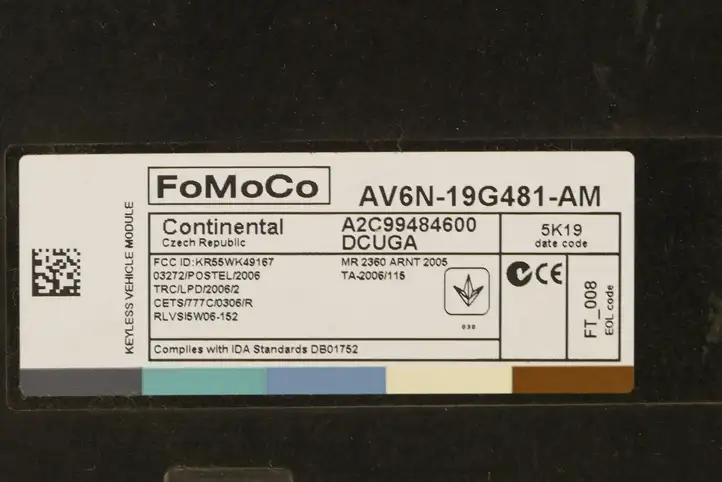 FoMoCo
AV6N-19G481-AM
KEYLESS VEHICLE MODULE
Continental
Czech Republic
A2C99484600
DCUGA
5K19
date code
FCC ID:KR55WK49167
03272/POSTEL/2006
TRC/LPD/2006/2
CETS/777C/0306/R
RLVSI5W06-152
MR 2360 ARNT 2005
TA-2006/115
030
CE
FT_008
EOL code
Complies with IDA Standards DB01752